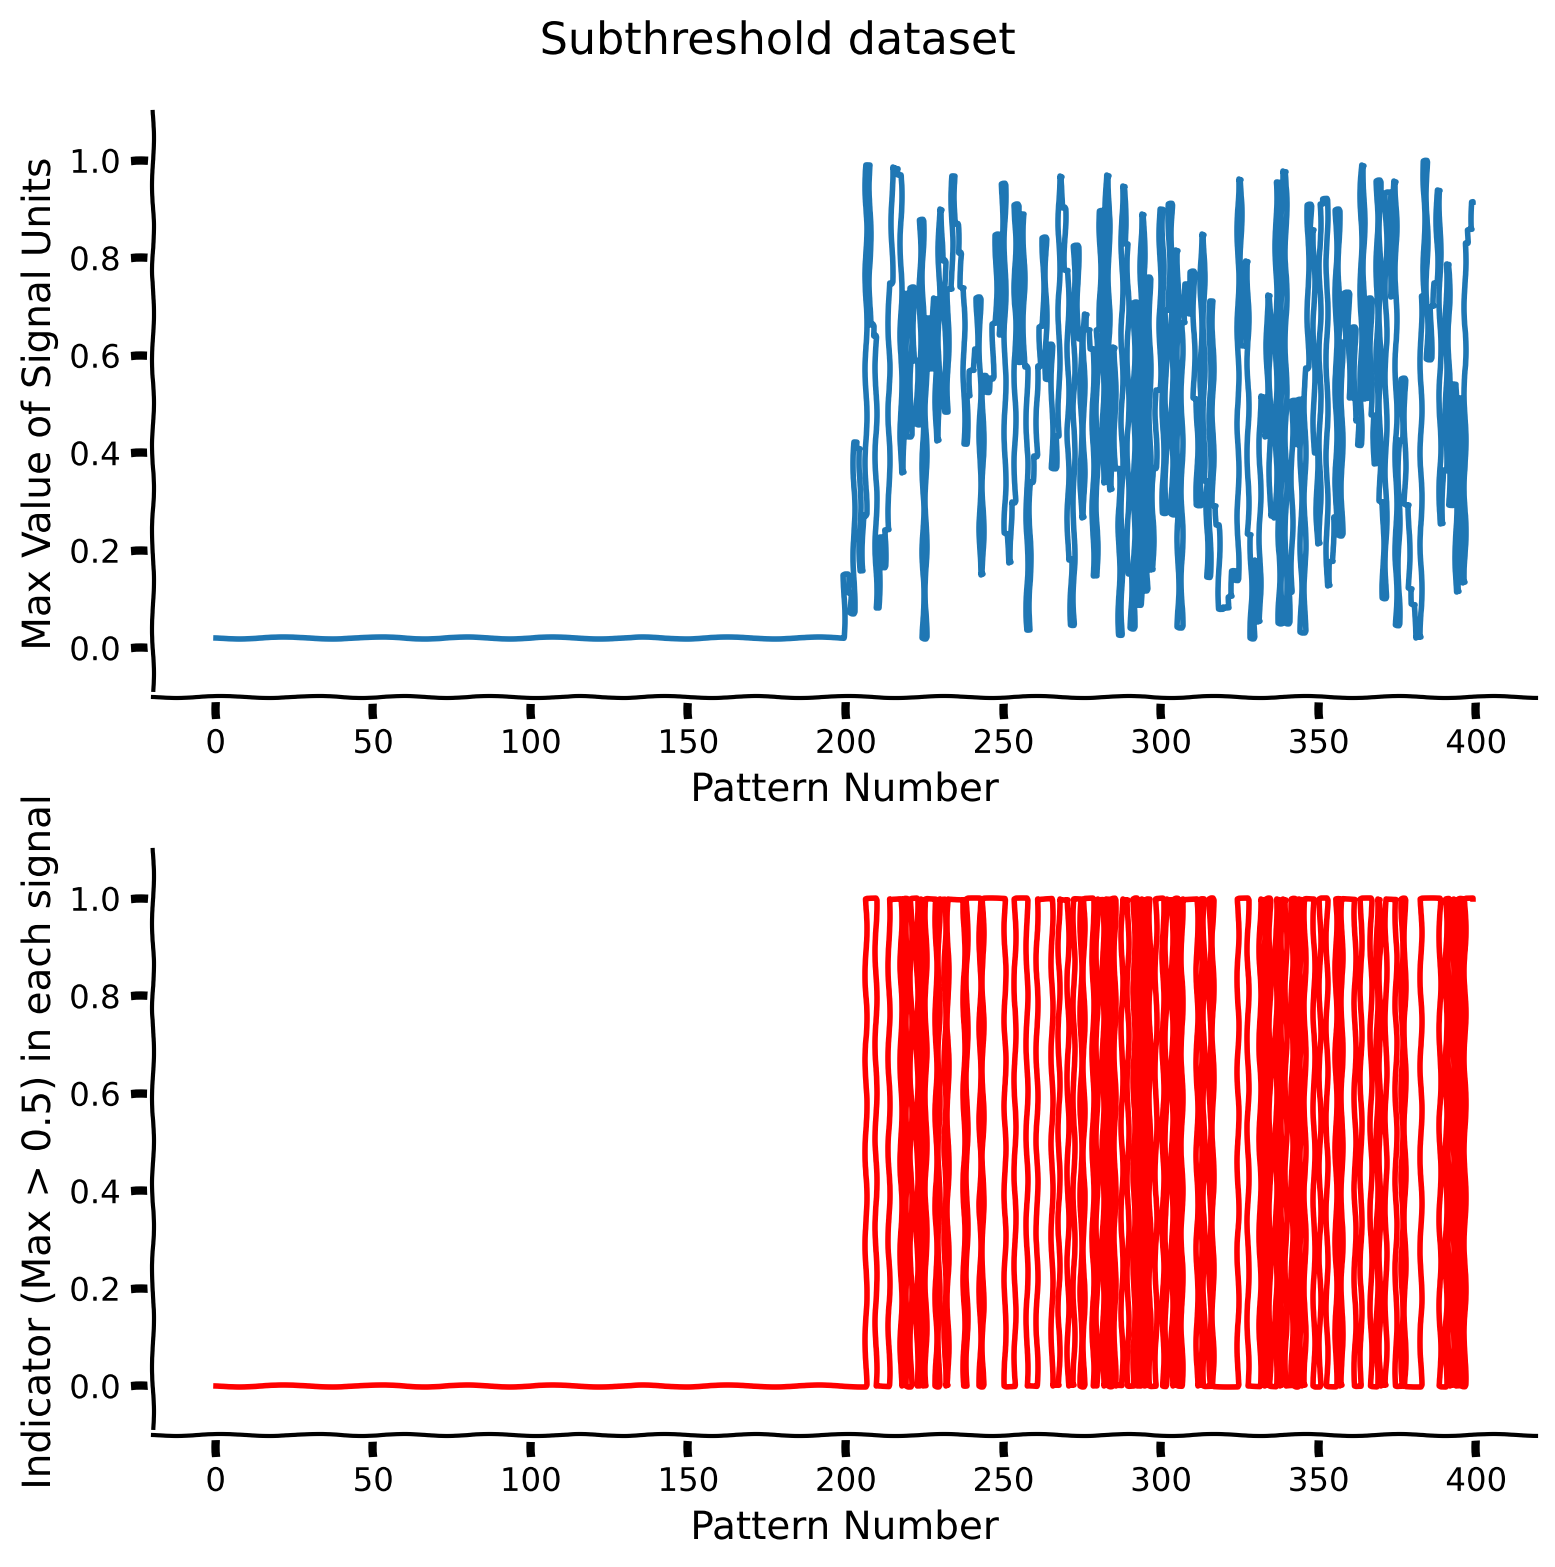 Subthreshold dataset
Max Value of Signal Units
1.0
0.8
0.6
0.4
0.2
0.0
0 50 100 150 200 250 300 350 400
Pattern Number
Indicator (Max > 0.5) in each signal
1.0
0.8
0.6
0.4
0.2
0.0
0 50 100 150 200 250 300 350 400
Pattern Number